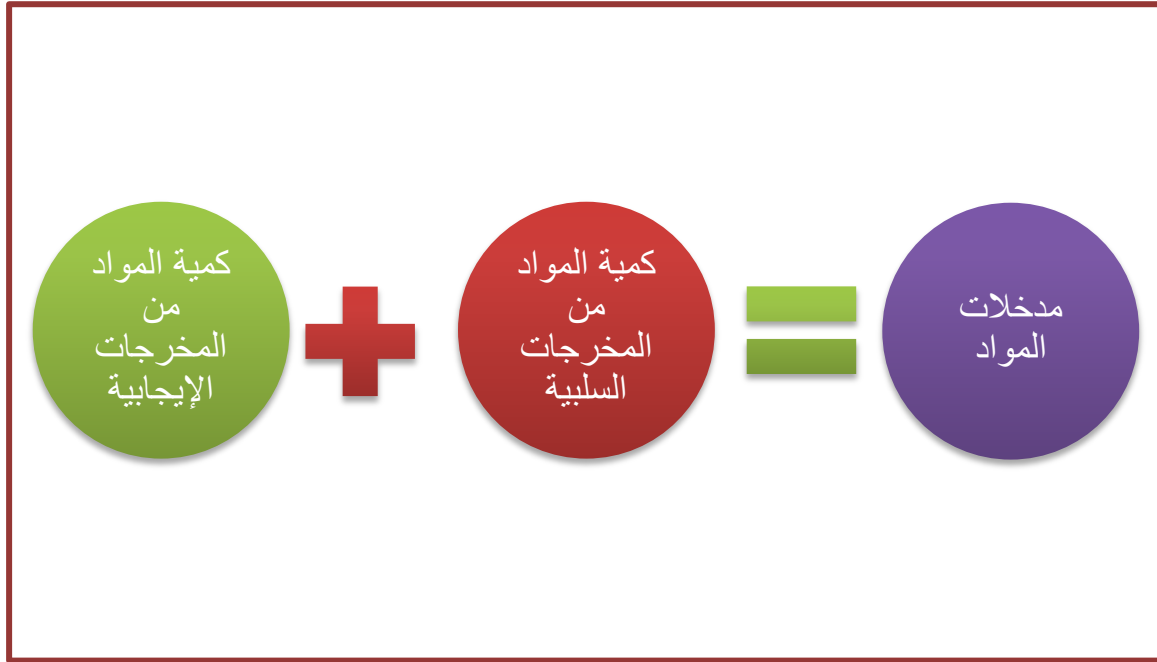 كمية المواد
من
المخرجات
الإيجابية
كمية المواد
من
المخرجات
السلبية
مدخلات
المواد